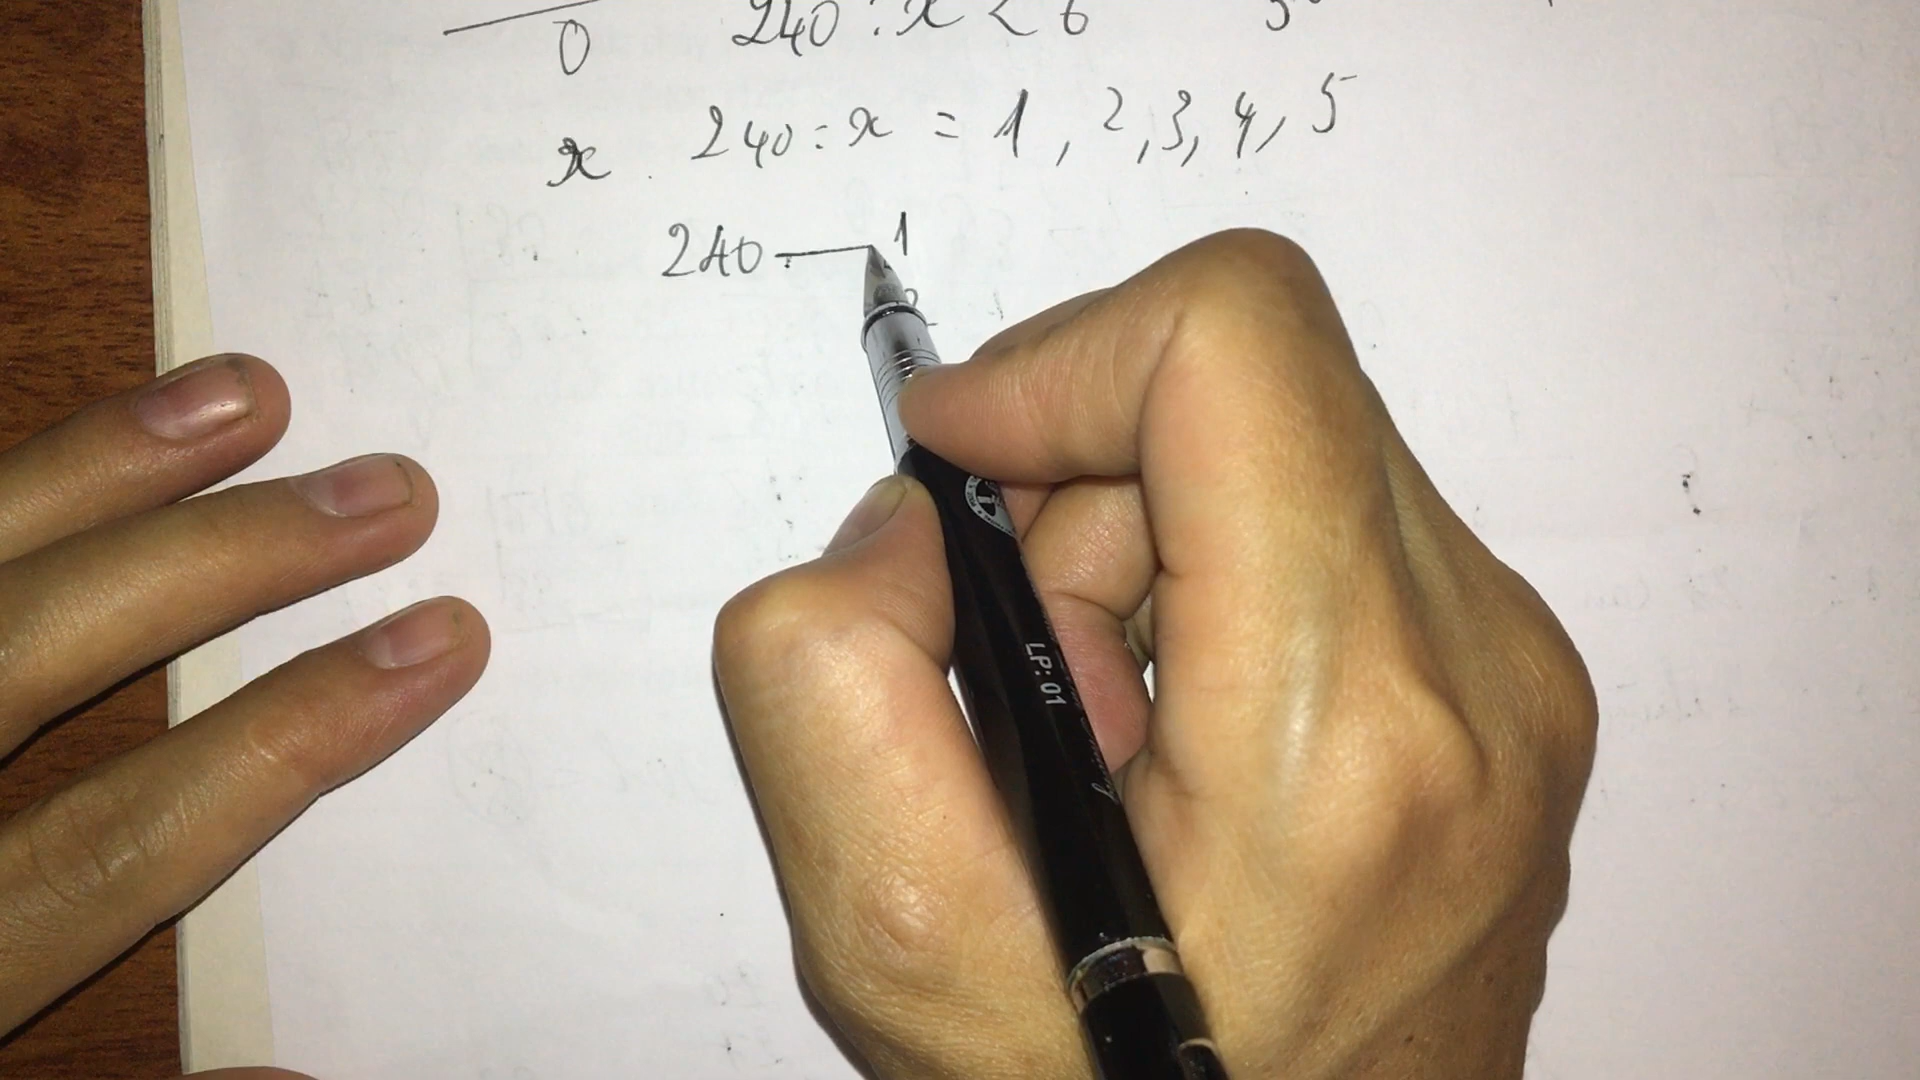 0 240 : x < 6
x 240 : x = 1, 2, 3, 4, 5
240 1
LP: 01